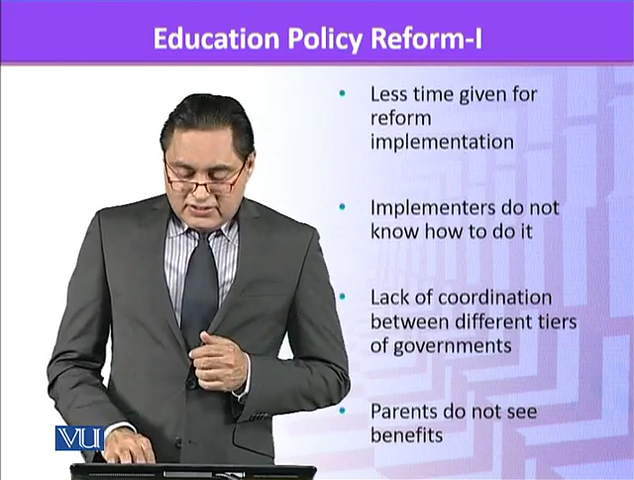 Education Policy Reform-I
Less time given for
reform
implementation
Implementers do not
know how to do it
Lack of coordination
between different tiers
of governments
Parents do not see
benefits
VU